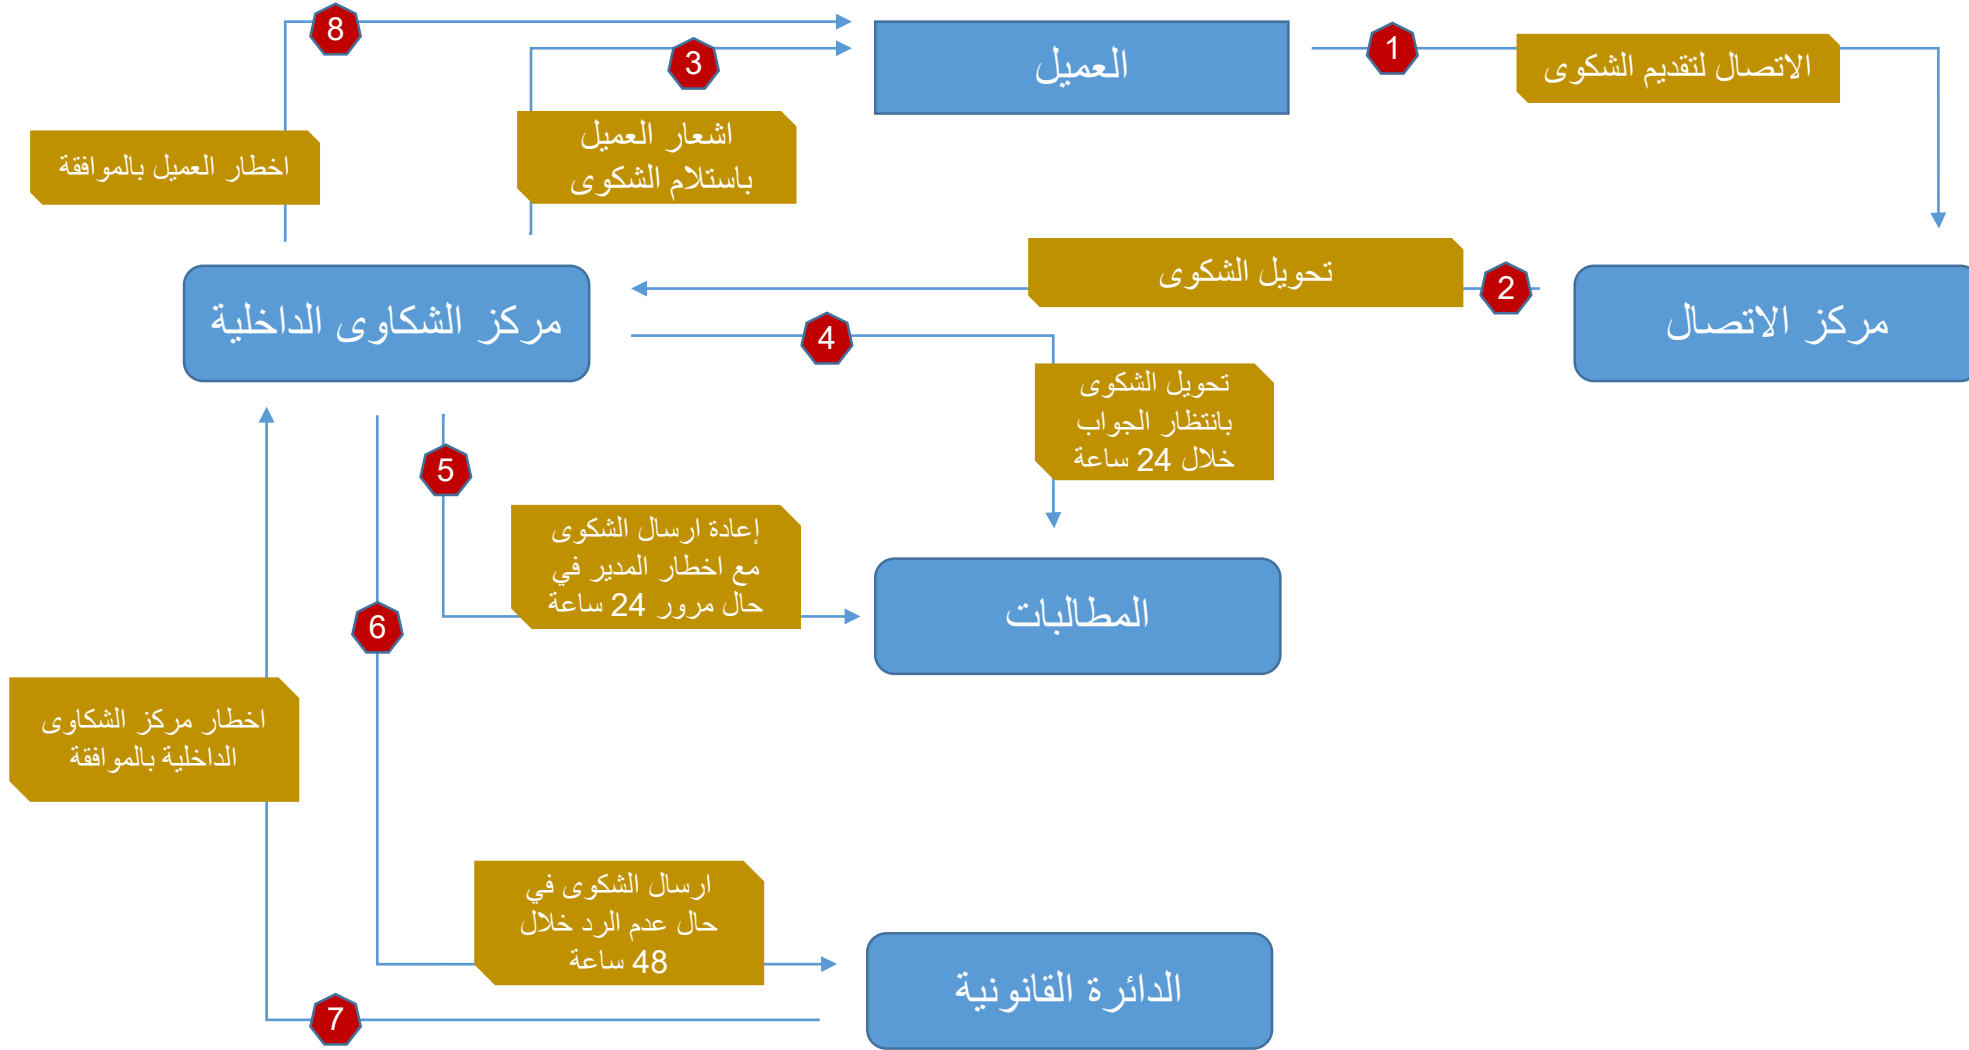 8
3
العميل
1
الاتصال لتقديم الشكوى
اشعار العميل
باستلام الشكوى
اخطار العميل بالموافقة
تحويل الشكوى
2
مركز الشكاوى الداخلية
4
مركز الاتصال
تحويل الشكوى
بانتظار الجواب
خلال 24 ساعة
5
إعادة ارسال الشكوى
مع اخطار المدير في
حال مرور 24 ساعة
المطالبات
6
اخطار مركز الشكاوى
الداخلية بالموافقة
ارسال الشكوى في
حال عدم الرد خلال
48 ساعة
الدائرة القانونية
7